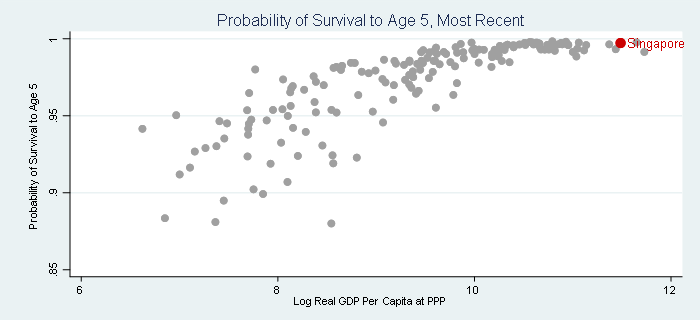 Probability of Survival to Age 5, Most Recent
Probability of Survival to Age 5
1
.95
.9
.85
Singapore
6 8 10 12
Log Real GDP Per Capita at PPP